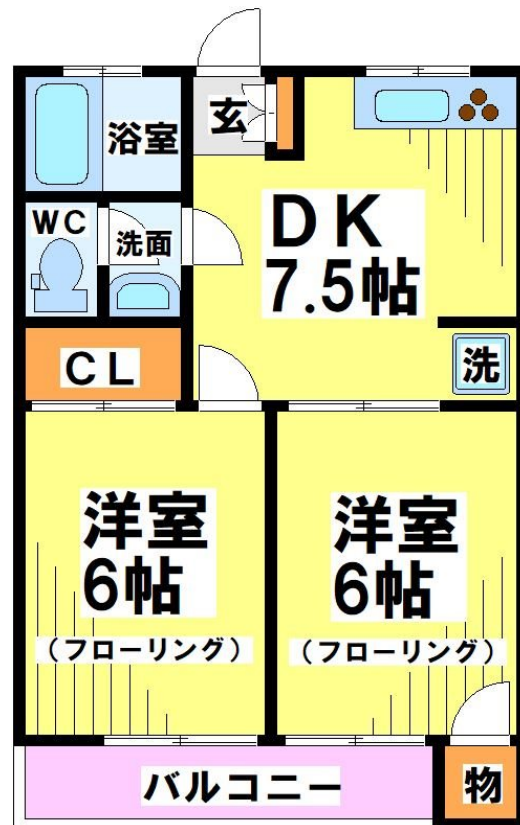 玄
浴室
DK
7.5帖
WC
洗面
洗
CL
洋室
6帖
(フローリング)
洋室
6帖
(フローリング)
バルコニー
物